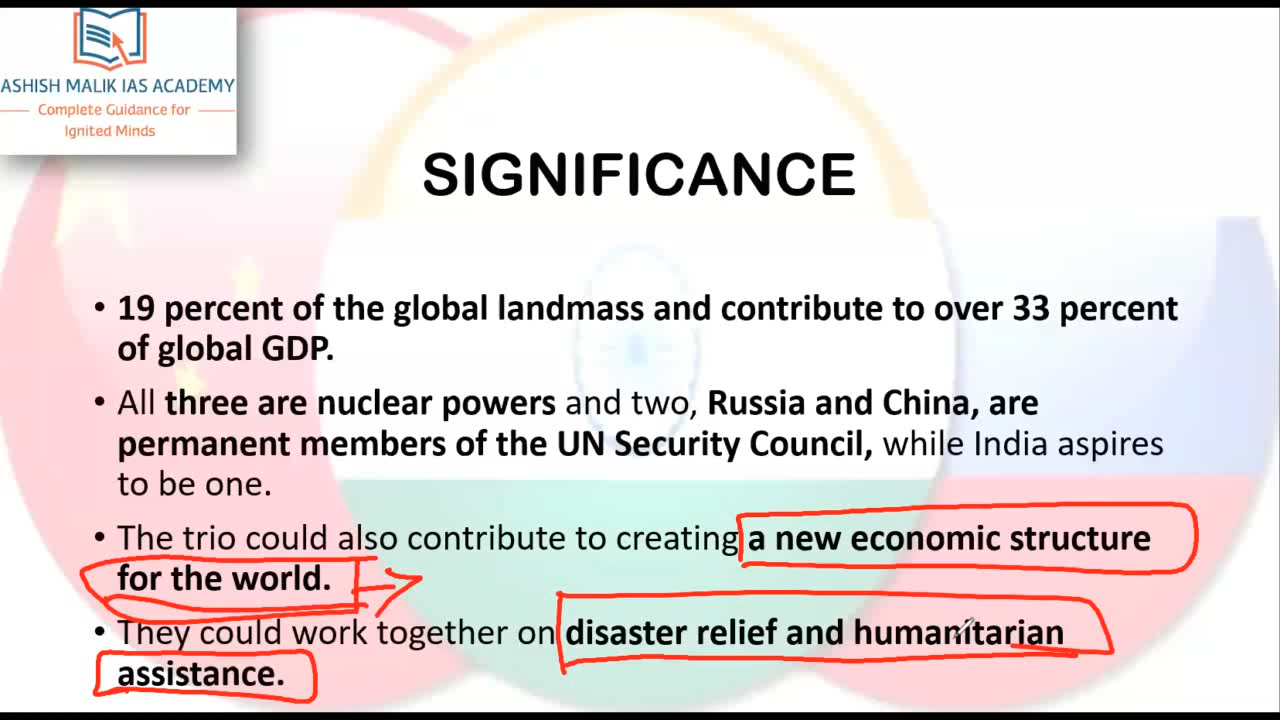 ASHISH MALIK IAS ACADEMY
Complete Guidance for
Ignited Minds
SIGNIFICANCE
• 19 percent of the global landmass and contribute to over 33 percent
of global GDP.
• All three are nuclear powers and two, Russia and China, are
permanent members of the UN Security Council, while India aspires
to be one.
• The trio could also contribute to creating a new economic structure
for the world.
• They could work together on disaster relief and humanitarian
assistance.